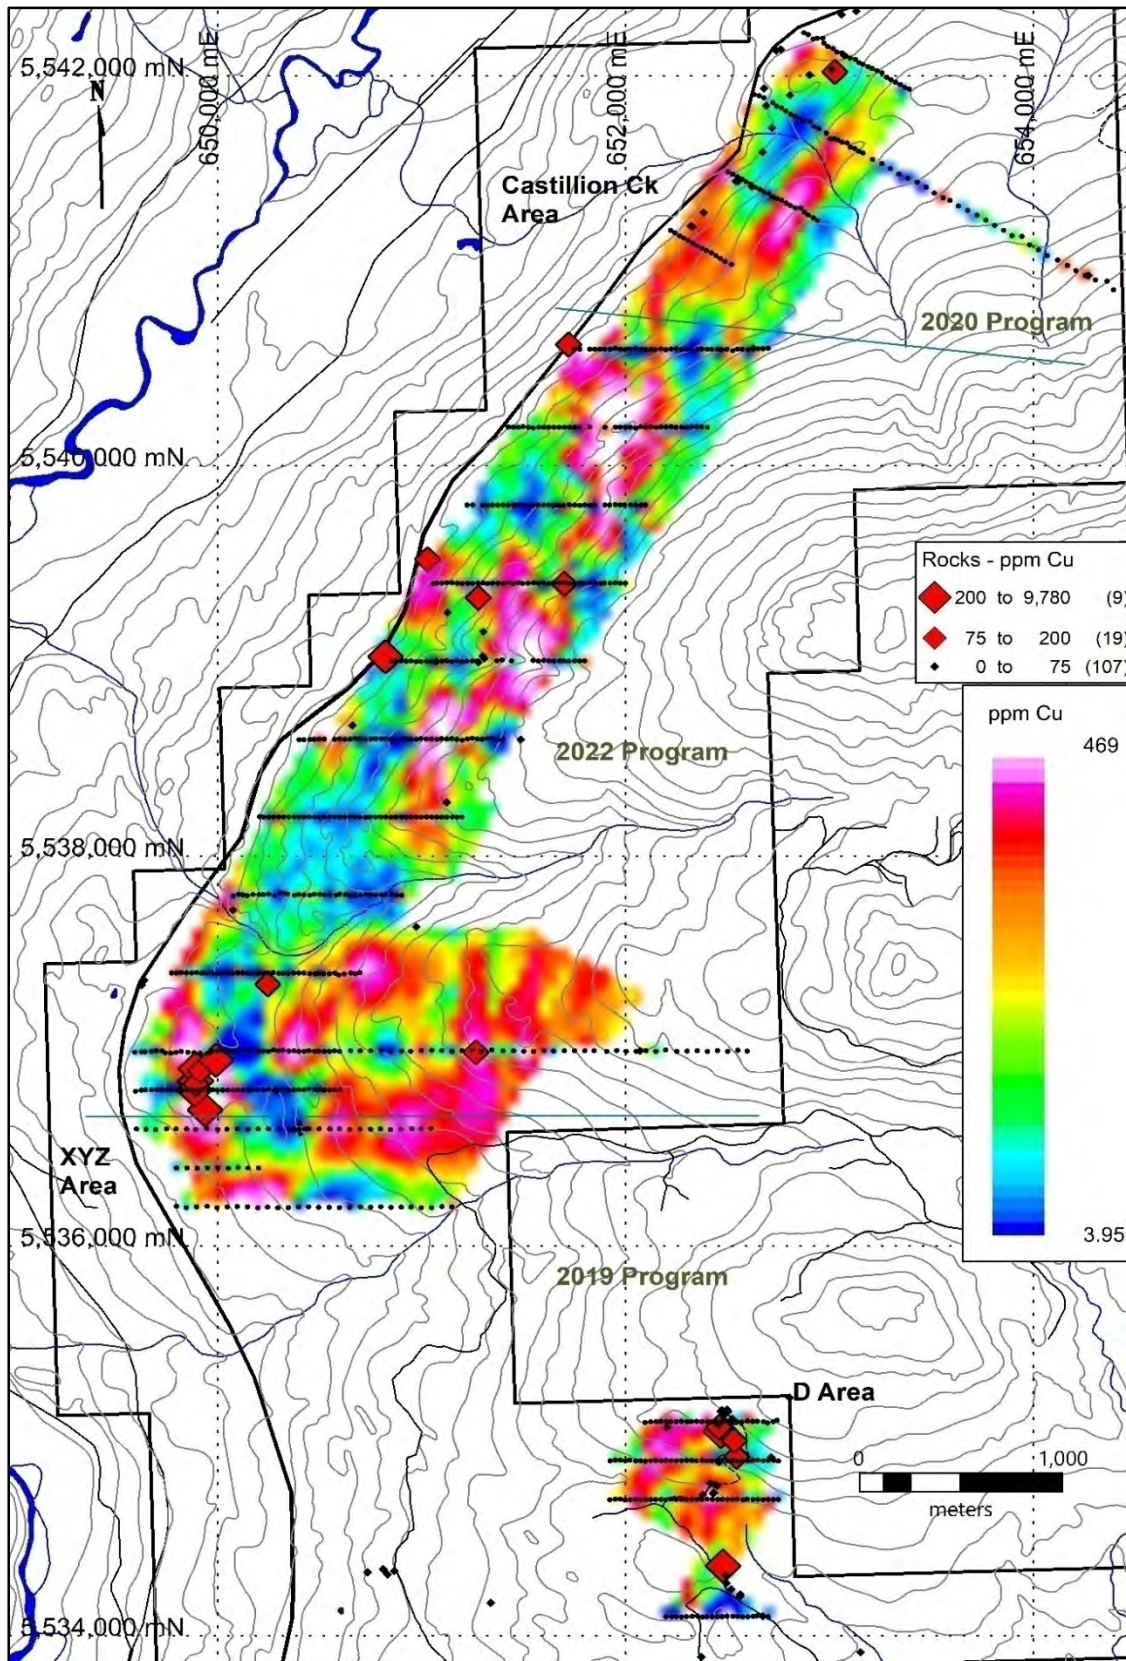 5,542,000 mN
N
650,000 mE
652,000 mE
654,000 mE
Castillion Ck
Area
2020 Program
5,540,000 mN
Rocks - ppm Cu
200 to 9,780 (9)
75 to 200 (19)
0 to 75 (107)
ppm Cu
469
3.95
2022 Program
5,538,000 mN
XYZ
Area
5,536,000 mN
2019 Program
D Area
0 1,000
meters
5,534,000 mN